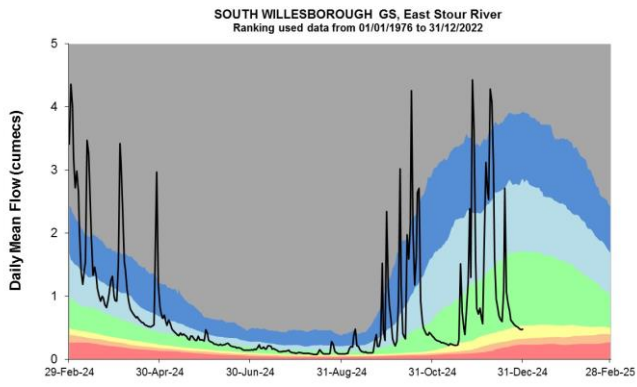 SOUTH WILLESBOROUGH GS, East Stour River
Ranking used data from 01/01/1976 to 31/12/2022
Daily Mean Flow (cumecs)
5
4
3
2
1
0
29-Feb-24 30-Apr-24 30-Jun-24 31-Aug-24 31-Oct-24 31-Dec-24 28-Feb-25